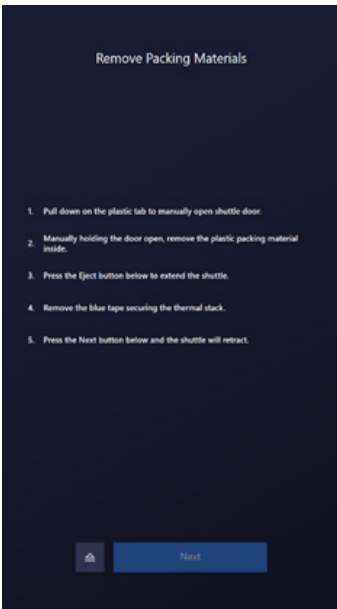 Remove Packing Materials
1. Pull down on the plastic tab to manually open shuttle door.
2. Manually holding the door open, remove the plastic packing material
inside.
3. Press the Eject button below to extend the shuttle.
4. Remove the blue tape securing the thermal stack.
5. Press the Next button below and the shuttle will retract.
Next